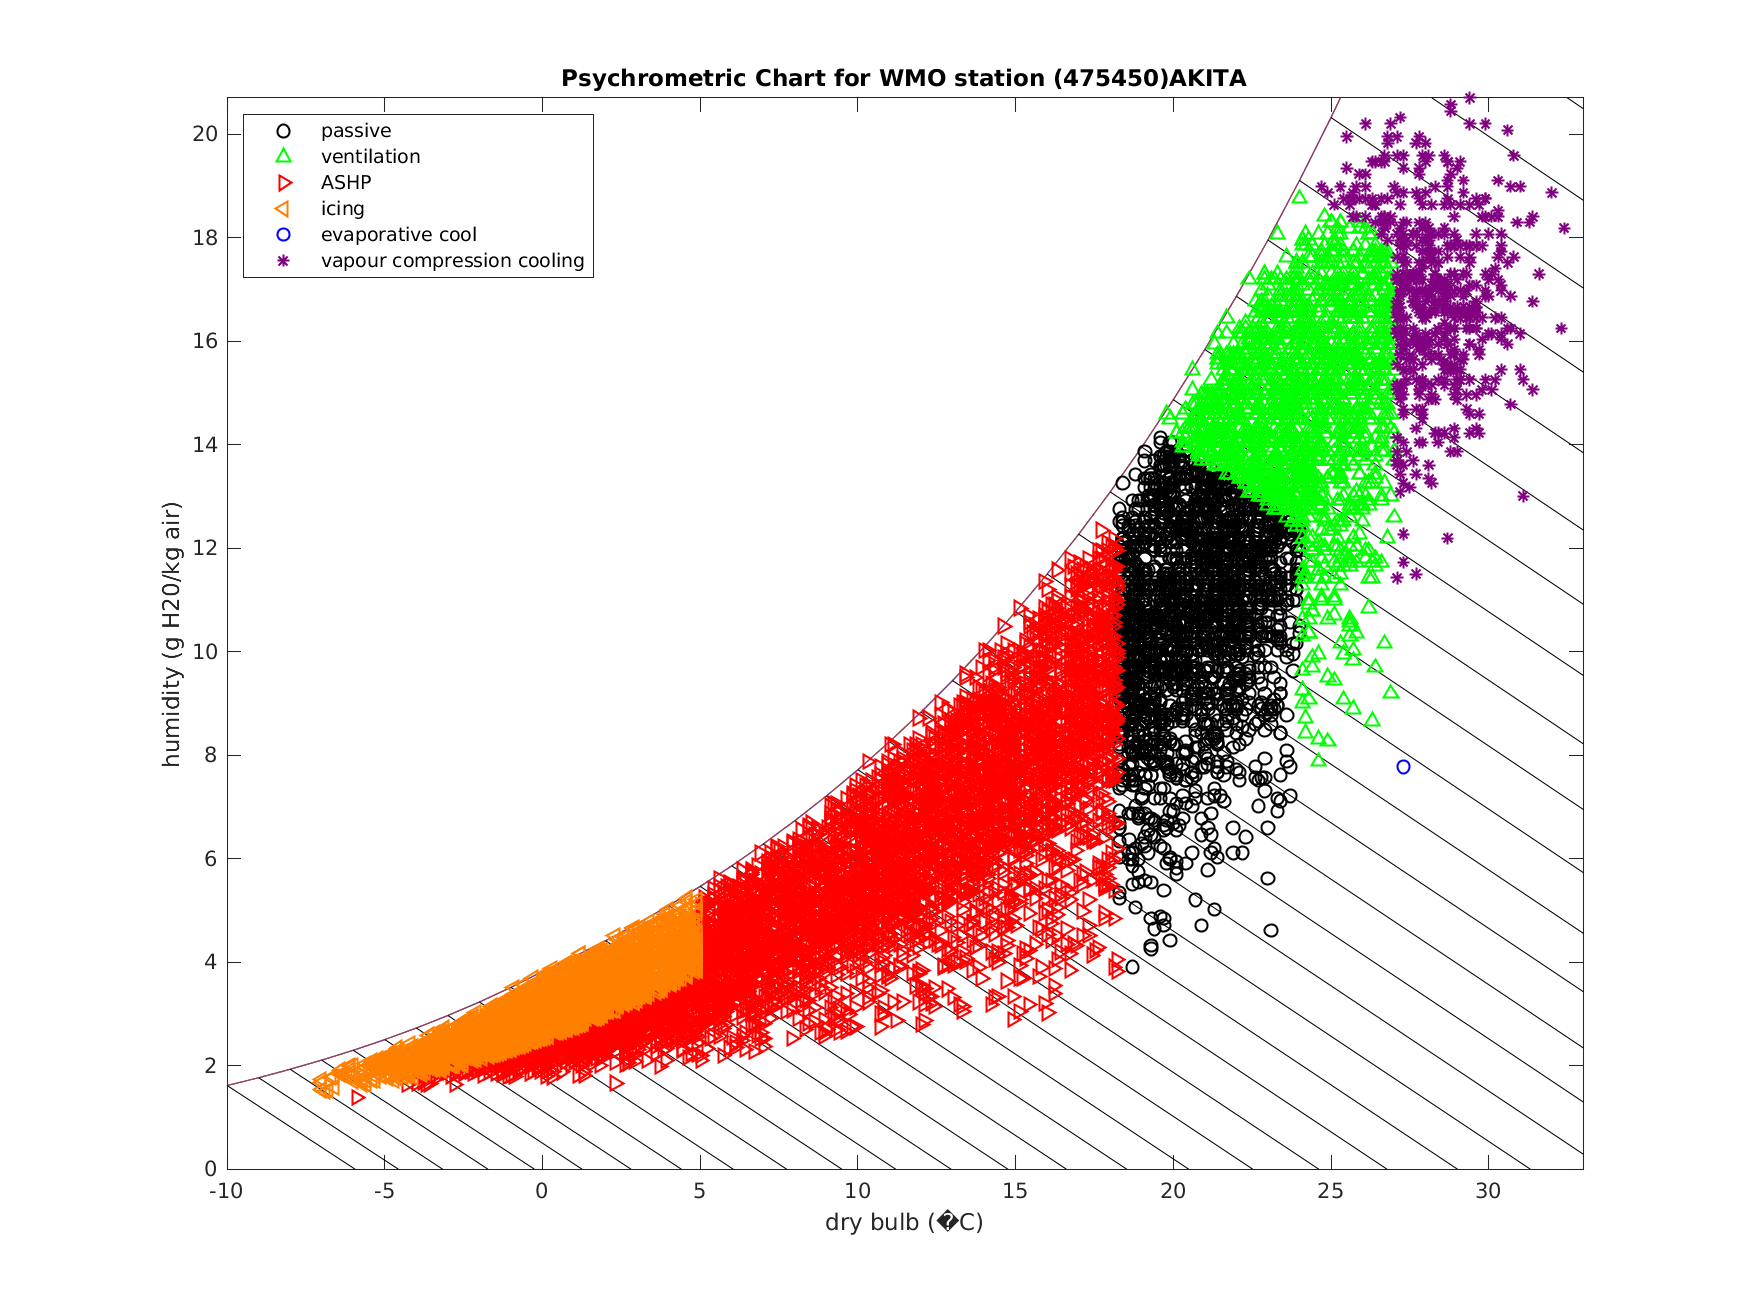 Psychrometric Chart for WMO station (475450)AKITA
passive
ventilation
ASHP
icing
evaporative cool
vapour compression cooling
humidity (g H20/kg air)
20
18
16
14
12
10
8
6
4
2
0
-10 -5 0 5 10 15 20 25 30
dry bulb (�C)